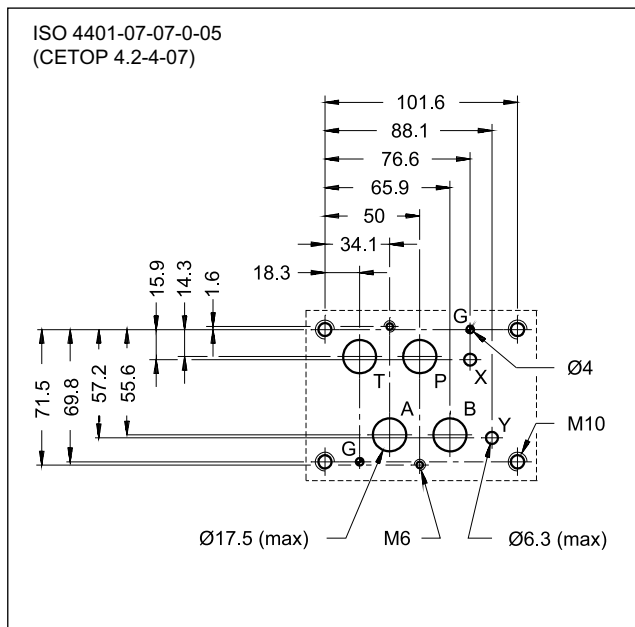 ISO 4401-07-07-0-05
(CETOP 4.2-4-07)
101.6
88.1
76.6
65.9
50
34.1
18.3
15.9
14.3
1.6
71.5
69.8
57.2
55.6
G
T
P
X
Ø4
A
B
Y
M10
G
Ø17.5 (max)
M6
Ø6.3 (max)